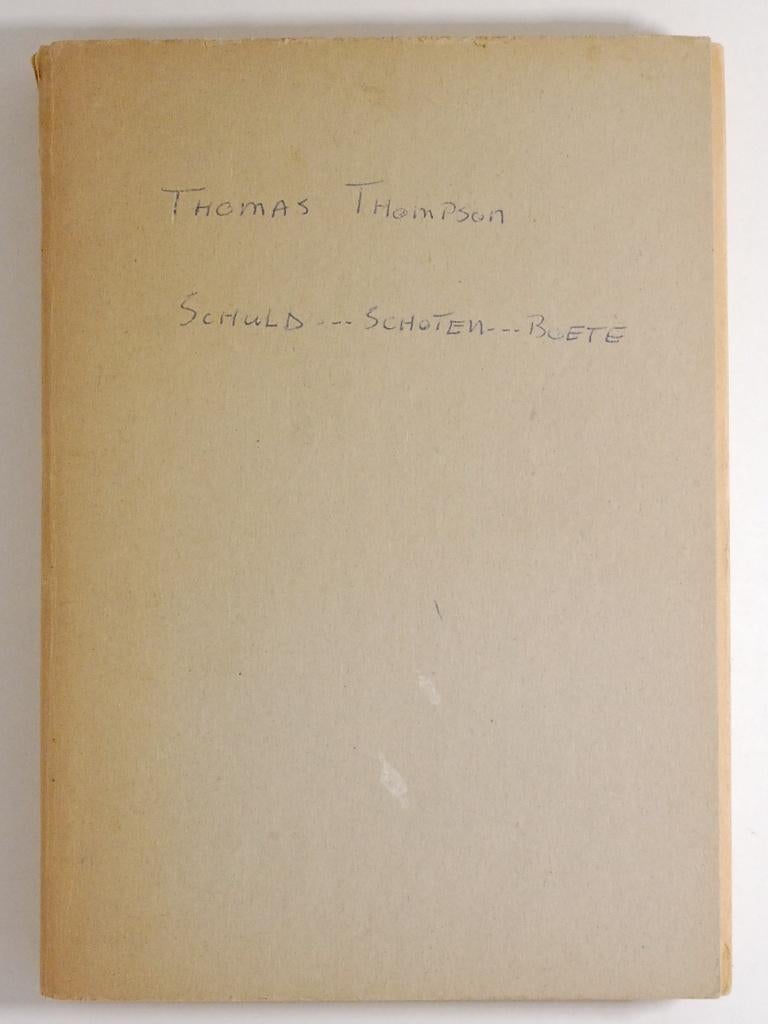 THOMAS THOMPSON
SCHULD --- SCHOTEN --- BOETE